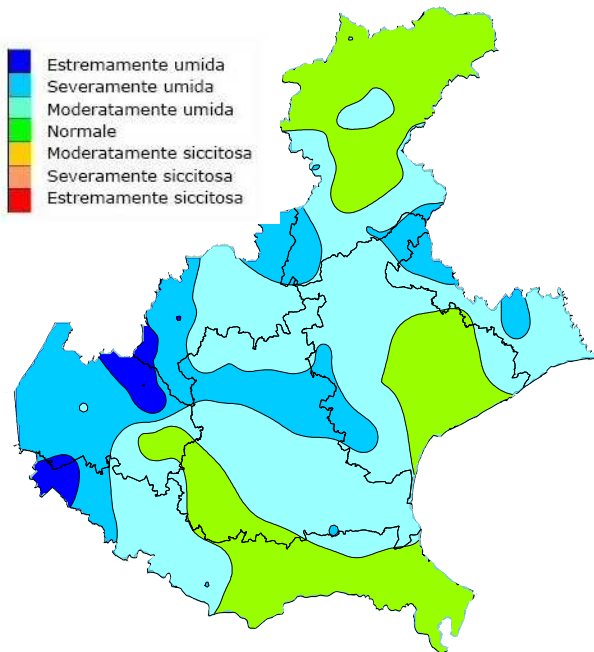 Estremamente umida
Severamente umida
Moderatamente umida
Normale
Moderatamente siccitosa
Severamente siccitosa
Estremamente siccitosa